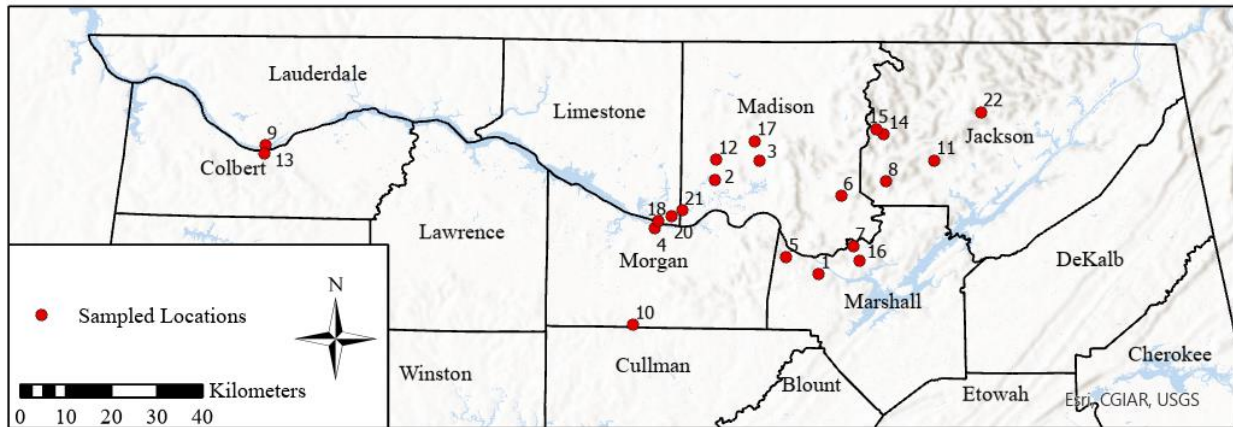 Lauderdale
Limestone
Madison
22
15
14
Jackson
17
9
12
3
11
Colbert
13
2
8
6
21
18
20
Lawrence
4
7
5
16
Morgan
1
DeKalb
N
Marshall
Sampled Locations
10
Cullman
Cherokee
Winston
Blount
Kilometers
Etowah
0 10 20 30 40
Esri, CGIAR, USGS